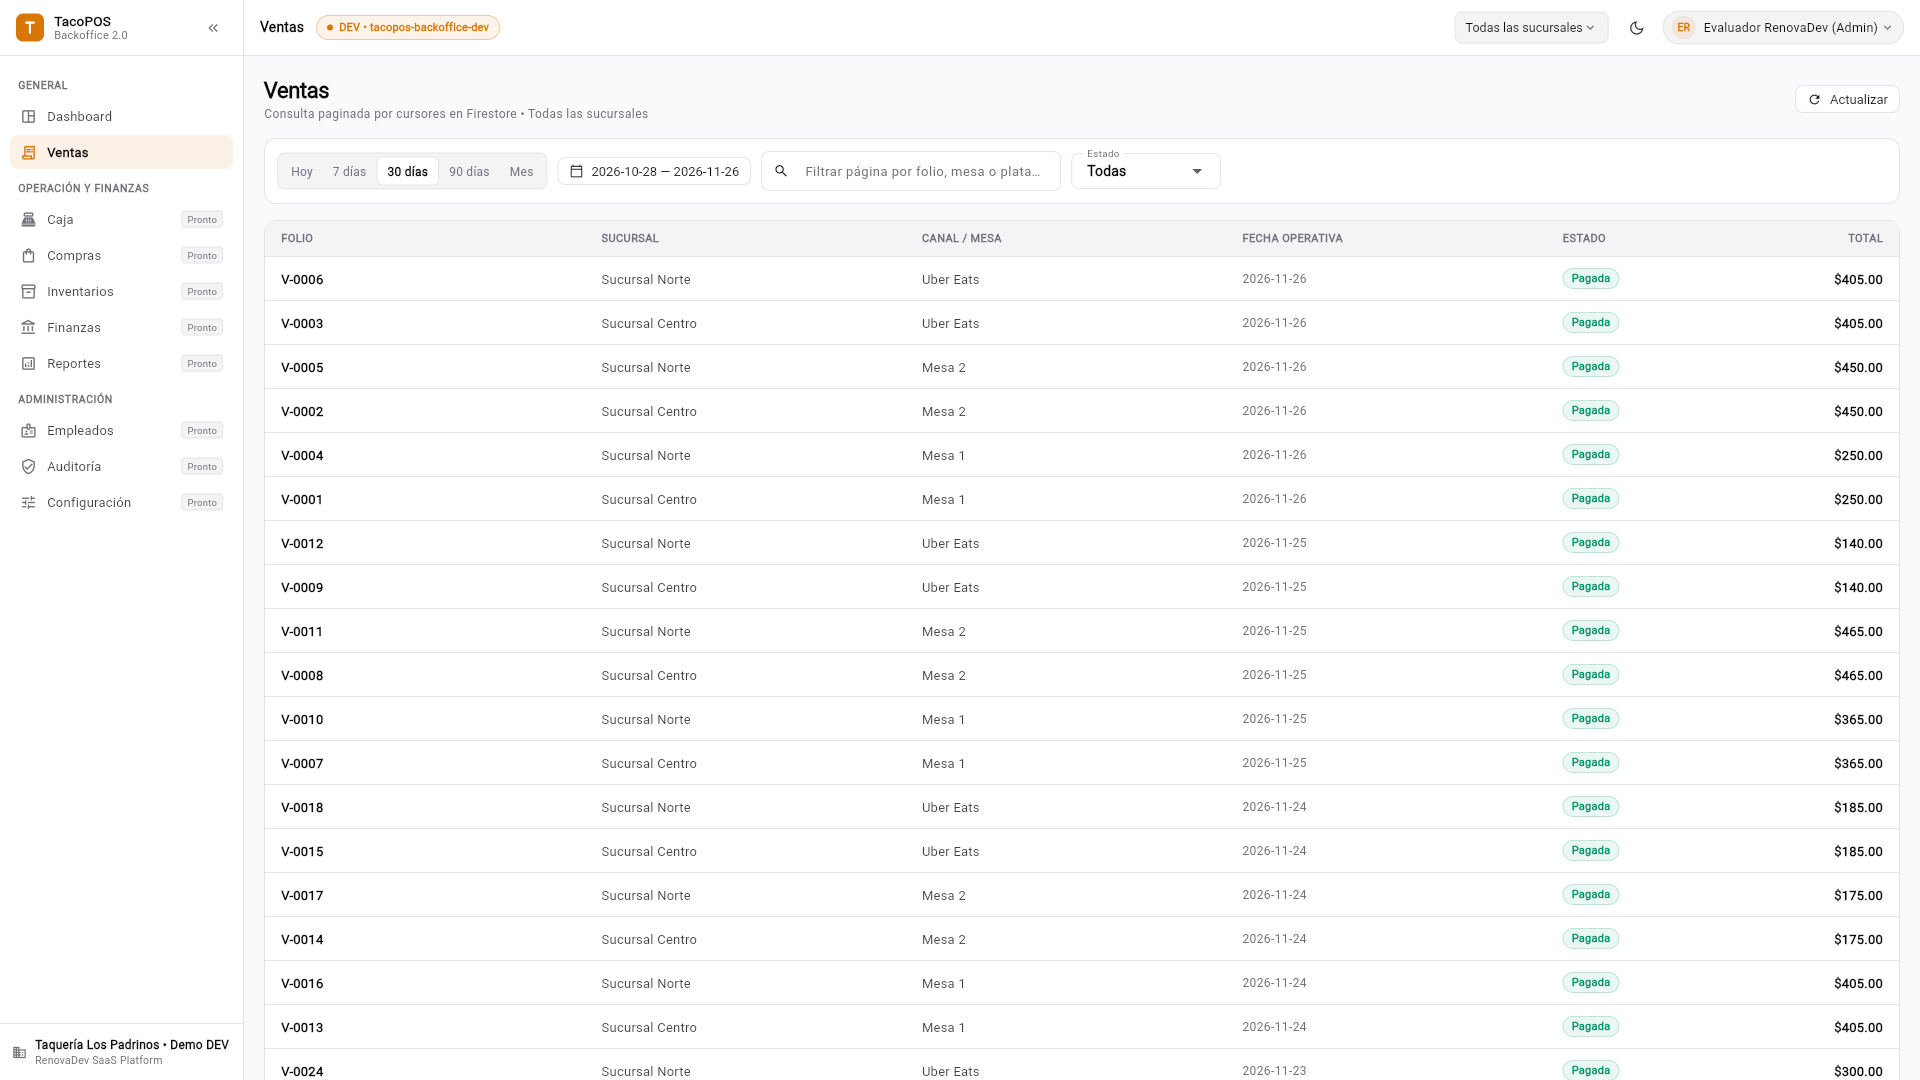 T
TacoPOS
Backoffice 2.0
Ventas
DEV • tacopos-backoffice-dev
Todas las sucursales
ER
Evaluador RenovaDev (Admin)
GENERAL
Dashboard
Ventas
OPERACIÓN Y FINANZAS
Caja Pronto
Compras Pronto
Inventarios Pronto
Finanzas Pronto
Reportes Pronto
ADMINISTRACIÓN
Empleados Pronto
Auditoría Pronto
Configuración Pronto
Taquería Los Padrinos • Demo DEV
RenovaDev SaaS Platform
Ventas
Consulta paginada por cursores en Firestore • Todas las sucursales
Actualizar
Hoy 7 días 30 días 90 días Mes
2026-10-28 — 2026-11-26
Filtrar página por folio, mesa o plata...
Estado
Todas
FOLIO SUCURSAL CANAL / MESA FECHA OPERATIVA ESTADO TOTAL
V-0006 Sucursal Norte Uber Eats 2026-11-26 Pagada $405.00
V-0003 Sucursal Centro Uber Eats 2026-11-26 Pagada $405.00
V-0005 Sucursal Norte Mesa 2 2026-11-26 Pagada $450.00
V-0002 Sucursal Centro Mesa 2 2026-11-26 Pagada $450.00
V-0004 Sucursal Norte Mesa 1 2026-11-26 Pagada $250.00
V-0001 Sucursal Centro Mesa 1 2026-11-26 Pagada $250.00
V-0012 Sucursal Norte Uber Eats 2026-11-25 Pagada $140.00
V-0009 Sucursal Centro Uber Eats 2026-11-25 Pagada $140.00
V-0011 Sucursal Norte Mesa 2 2026-11-25 Pagada $465.00
V-0008 Sucursal Centro Mesa 2 2026-11-25 Pagada $465.00
V-0010 Sucursal Norte Mesa 1 2026-11-25 Pagada $365.00
V-0007 Sucursal Centro Mesa 1 2026-11-25 Pagada $365.00
V-0018 Sucursal Norte Uber Eats 2026-11-24 Pagada $185.00
V-0015 Sucursal Centro Uber Eats 2026-11-24 Pagada $185.00
V-0017 Sucursal Norte Mesa 2 2026-11-24 Pagada $175.00
V-0014 Sucursal Centro Mesa 2 2026-11-24 Pagada $175.00
V-0016 Sucursal Norte Mesa 1 2026-11-24 Pagada $405.00
V-0013 Sucursal Centro Mesa 1 2026-11-24 Pagada $405.00
V-0024 Sucursal Norte Uber Eats 2026-11-23 Pagada $300.00